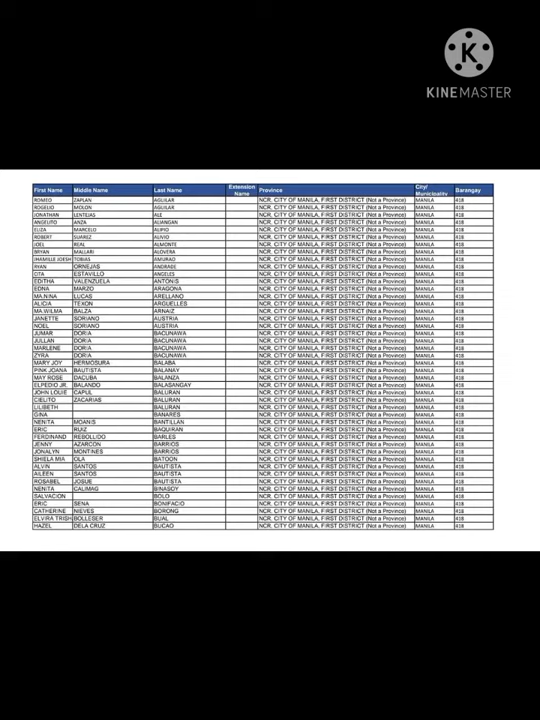 K
KINEMASTER
First Name Middle Name Last Name Extension Name Province City/ Municipality Barangay
ROMEO ZAPLAN AGUILAR NCR, CITY OF MANILA, FIRST DISTRICT (Not a Province) MANILA 418
ROGELIO MOLON AGUILAR NCR, CITY OF MANILA, FIRST DISTRICT (Not a Province) MANILA 418
JONATHAN LENTEJAS ALE NCR, CITY OF MANILA, FIRST DISTRICT (Not a Province) MANILA 418
ANGELITO ANZA ALIANGAN NCR, CITY OF MANILA, FIRST DISTRICT (Not a Province) MANILA 418
ELIZA MARCELO ALIPIO NCR, CITY OF MANILA, FIRST DISTRICT (Not a Province) MANILA 418
ROBERT SUAREZ ALIVIO NCR, CITY OF MANILA, FIRST DISTRICT (Not a Province) MANILA 418
JOEL REAL ALMONTE NCR, CITY OF MANILA, FIRST DISTRICT (Not a Province) MANILA 418
BRYAN MALLARI ALOVERA NCR, CITY OF MANILA, FIRST DISTRICT (Not a Province) MANILA 418
JHAMILLE JOESH TOBIAS AMURAO NCR, CITY OF MANILA, FIRST DISTRICT (Not a Province) MANILA 418
RHAN ORNEJAS ANDRADE NCR, CITY OF MANILA, FIRST DISTRICT (Not a Province) MANILA 418
OTA ESTAVILLO ANGELES NCR, CITY OF MANILA, FIRST DISTRICT (Not a Province) MANILA 418
EDITHA VALENZUELA ANTONIS NCR, CITY OF MANILA, FIRST DISTRICT (Not a Province) MANILA 418
EDNA MARZO ARAGONA NCR, CITY OF MANILA, FIRST DISTRICT (Not a Province) MANILA 418
MA.NINA LUCAS ARELLANO NCR, CITY OF MANILA, FIRST DISTRICT (Not a Province) MANILA 418
ALICIA TEXON ARGUELLES NCR, CITY OF MANILA, FIRST DISTRICT (Not a Province) MANILA 418
MA.WILMA BALZA ARNAIZ NCR, CITY OF MANILA, FIRST DISTRICT (Not a Province) MANILA 418
JANETTE SORIANO AUSTRIA NCR, CITY OF MANILA, FIRST DISTRICT (Not a Province) MANILA 418
NOEL SORIANO AUSTRIA NCR, CITY OF MANILA, FIRST DISTRICT (Not a Province) MANILA 418
JUMAR DORIA BACUNAWA NCR, CITY OF MANILA, FIRST DISTRICT (Not a Province) MANILA 418
JULLAN DORIA BACUNAWA NCR, CITY OF MANILA, FIRST DISTRICT (Not a Province) MANILA 418
MARLENE DORIA BACUNAWA NCR, CITY OF MANILA, FIRST DISTRICT (Not a Province) MANILA 418
ZYRA DORIA BACUNAWA NCR, CITY OF MANILA, FIRST DISTRICT (Not a Province) MANILA 418
MARY JOY HERMOSURA BALABA NCR, CITY OF MANILA, FIRST DISTRICT (Not a Province) MANILA 418
PINK JOANA BAUTISTA BALANAY NCR, CITY OF MANILA, FIRST DISTRICT (Not a Province) MANILA 418
MAY ROSE DACUBA BALANZA NCR, CITY OF MANILA, FIRST DISTRICT (Not a Province) MANILA 418
ELPEDIO JR. BALANDO BALASANGAY NCR, CITY OF MANILA, FIRST DISTRICT (Not a Province) MANILA 418
JOHN LOUIE CAPUL BALURAN NCR, CITY OF MANILA, FIRST DISTRICT (Not a Province) MANILA 418
CIELITO ZACARIAS BALURAN NCR, CITY OF MANILA, FIRST DISTRICT (Not a Province) MANILA 418
LILIBETH BALURAN NCR, CITY OF MANILA, FIRST DISTRICT (Not a Province) MANILA 418
GINA BANARES NCR, CITY OF MANILA, FIRST DISTRICT (Not a Province) MANILA 418
NENITA MOANIS BANTILLAN NCR, CITY OF MANILA, FIRST DISTRICT (Not a Province) MANILA 418
ERIC RUIZ BAQUIRAN NCR, CITY OF MANILA, FIRST DISTRICT (Not a Province) MANILA 418
FERDINAND REBOLLIDO BARLES NCR, CITY OF MANILA, FIRST DISTRICT (Not a Province) MANILA 418
JENNY AZARCON BARRIOS NCR, CITY OF MANILA, FIRST DISTRICT (Not a Province) MANILA 418
JONALYN MONTINES BARRIOS NCR, CITY OF MANILA, FIRST DISTRICT (Not a Province) MANILA 418
SHIELA MIA OLA BATOON NCR, CITY OF MANILA, FIRST DISTRICT (Not a Province) MANILA 418
ALVIN SANTOS BAUTISTA NCR, CITY OF MANILA, FIRST DISTRICT (Not a Province) MANILA 418
AILEEN SANTOS BAUTISTA NCR, CITY OF MANILA, FIRST DISTRICT (Not a Province) MANILA 418
ROSABEL JOSUE BAUTISTA NCR, CITY OF MANILA, FIRST DISTRICT (Not a Province) MANILA 418
NENITA CALIMAG BINASOY NCR, CITY OF MANILA, FIRST DISTRICT (Not a Province) MANILA 418
SALVACION BOLO NCR, CITY OF MANILA, FIRST DISTRICT (Not a Province) MANILA 418
ERIC SENA BONIFACIO NCR, CITY OF MANILA, FIRST DISTRICT (Not a Province) MANILA 418
CATHERINE NIEVES BORONG NCR, CITY OF MANILA, FIRST DISTRICT (Not a Province) MANILA 418
ELVIRA TRISH BOLLESER BUAL NCR, CITY OF MANILA, FIRST DISTRICT (Not a Province) MANILA 418
HAZEL DELA CRUZ BUCAO NCR, CITY OF MANILA, FIRST DISTRICT (Not a Province) MANILA 418